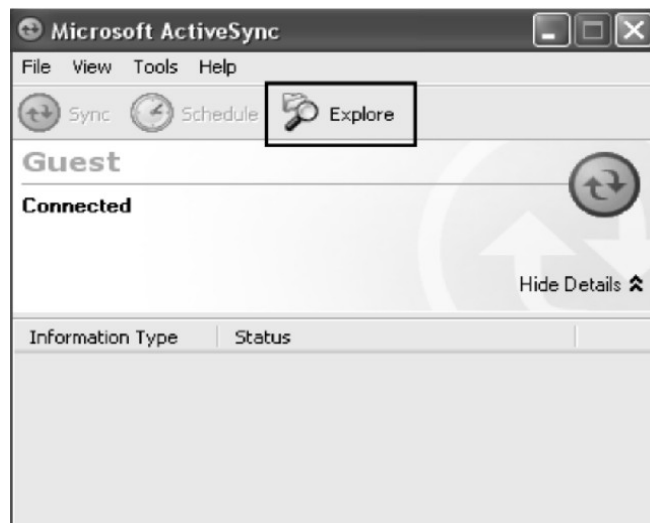 Microsoft ActiveSync
File View Tools Help
Sync Schedule Explore
Guest
Connected
Hide Details
Information Type Status